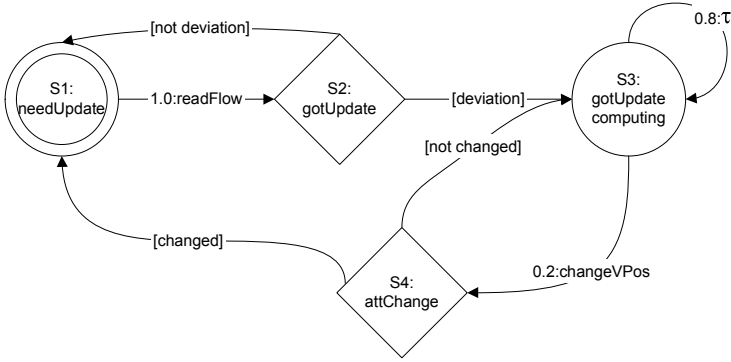 [not deviation]
0.8:τ
S1:
needUpdate
1.0:readFlow
S2:
gotUpdate
[deviation]
S3:
gotUpdate
computing
[not changed]
[changed]
0.2:changeVPos
S4:
attChange